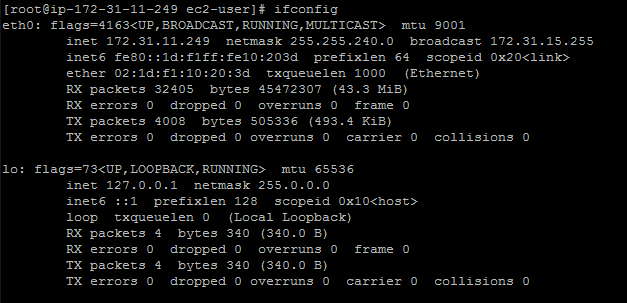 [root@ip-172-31-11-249 ec2-user]# ifconfig
eth0: flags=4163<UP,BROADCAST,RUNNING,MULTICAST>  mtu 9001
        inet 172.31.11.249  netmask 255.255.240.0  broadcast 172.31.15.255
        inet6 fe80::1d:f1ff:fe10:203d  prefixlen 64  scopeid 0x20<link>
        ether 02:1d:f1:10:20:3d  txqueuelen 1000  (Ethernet)
        RX packets 32405  bytes 45472307 (43.3 MiB)
        RX errors 0  dropped 0  overruns 0  frame 0
        TX packets 4008  bytes 505336 (493.4 KiB)
        TX errors 0  dropped 0 overruns 0  carrier 0  collisions 0

lo: flags=73<UP,LOOPBACK,RUNNING>  mtu 65536
        inet 127.0.0.1  netmask 255.0.0.0
        inet6 ::1  prefixlen 128  scopeid 0x10<host>
        loop  txqueuelen 0  (Local Loopback)
        RX packets 4  bytes 340 (340.0 B)
        RX errors 0  dropped 0  overruns 0  frame 0
        TX packets 4  bytes 340 (340.0 B)
        TX errors 0  dropped 0 overruns 0  carrier 0  collisions 0